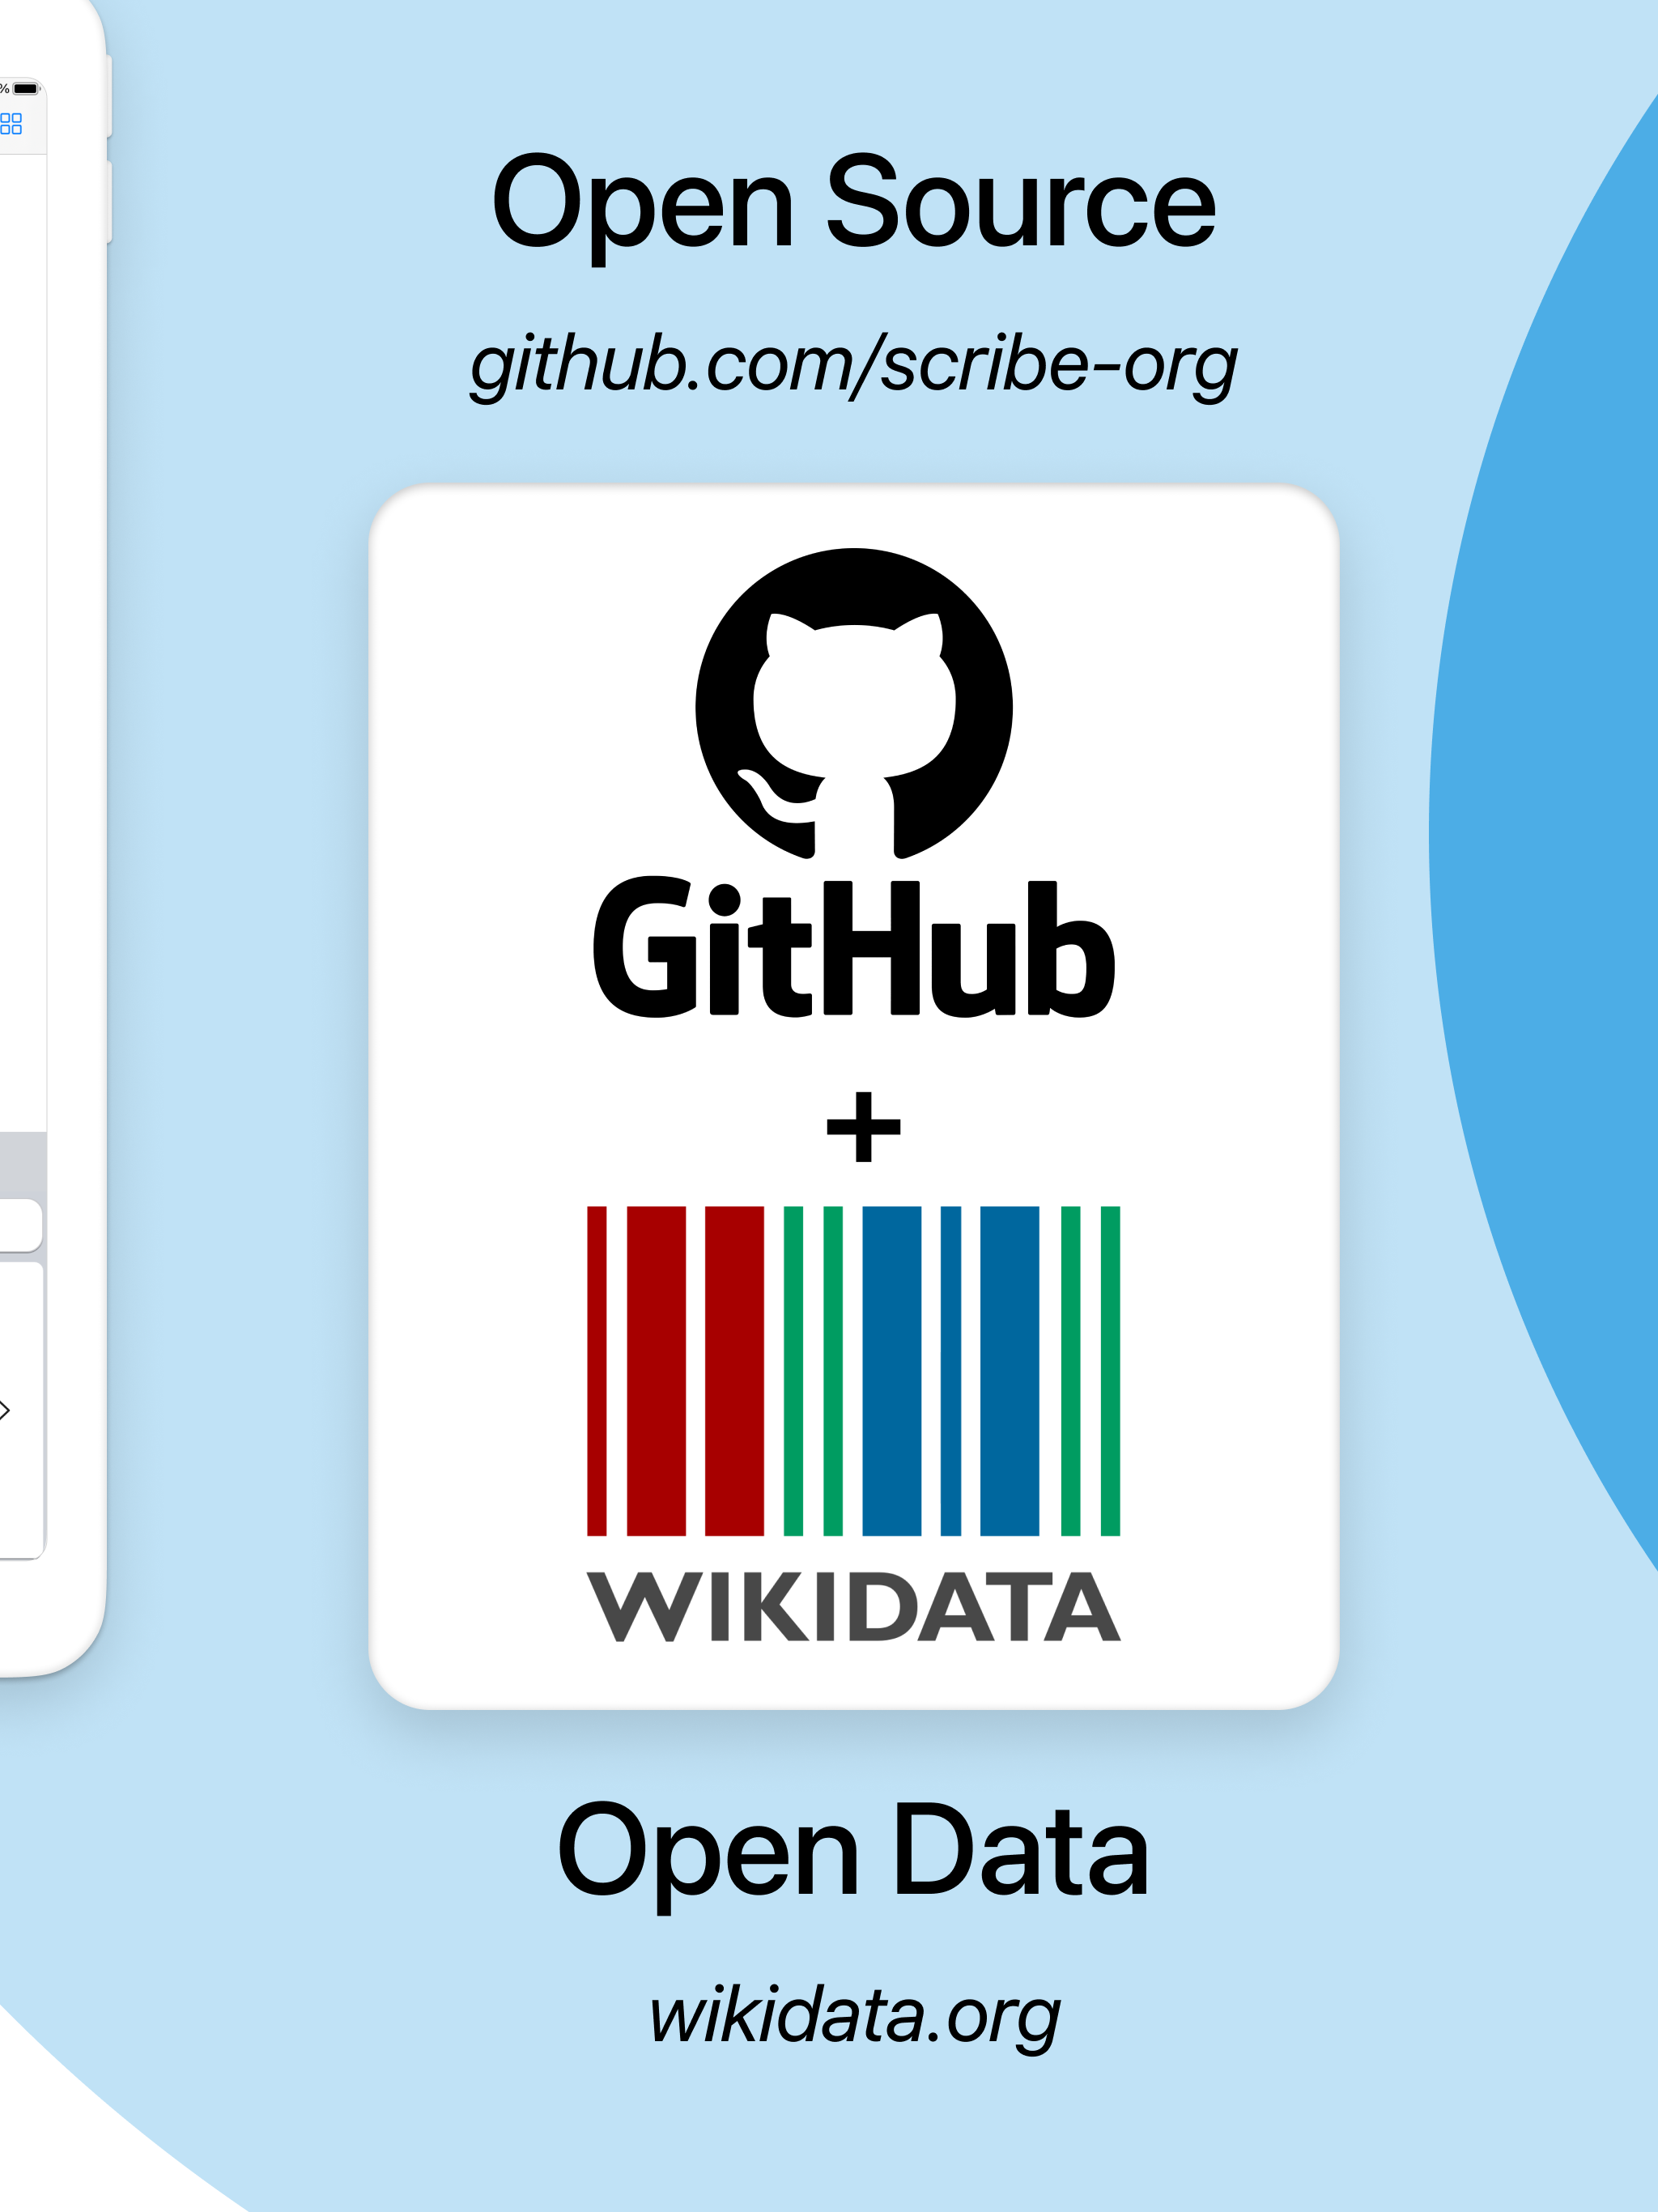 %
Open Source
github.com/scribe-org
GitHub
+
WIKIDATA
Open Data
wikidata.org